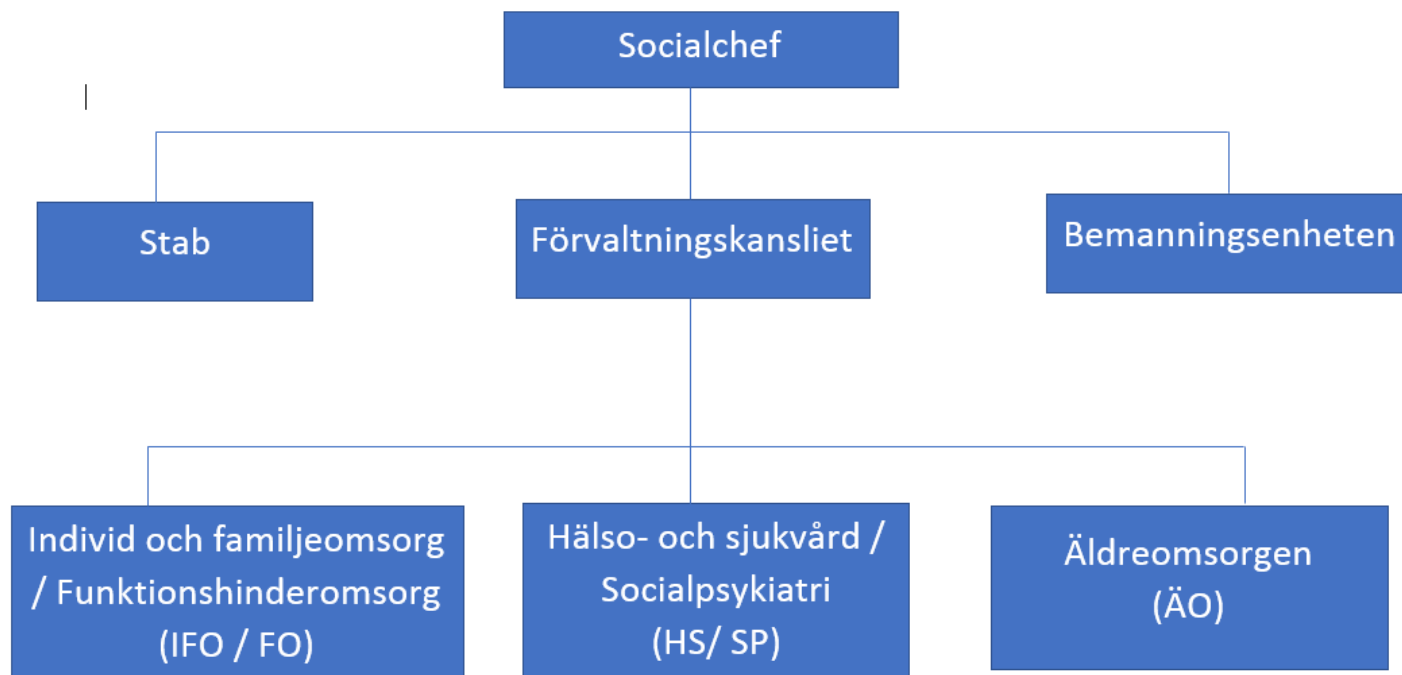 Socialchef
Stab
Förvaltningskansliet
Bemanningsenheten
Individ och familjeomsorg
/ Funktionshinderomsorg
(IFO / FO)
Hälso- och sjukvård /
Socialpsykiatri
(HS/ SP)
Äldreomsorgen
(ÄO)